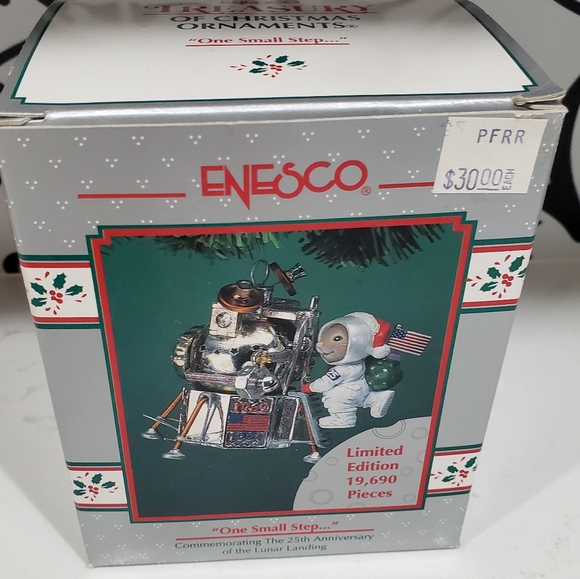 TREASURY
OF CHRISTMAS
ORNAMENTS®
"One Small Step..."
PFRR
$30.00 EACH
ENESCO®
1969
1994
Limited
Edition
19,690
Pieces
"One Small Step..."
Commemorating The 25th Anniversary
of the Lunar Landing